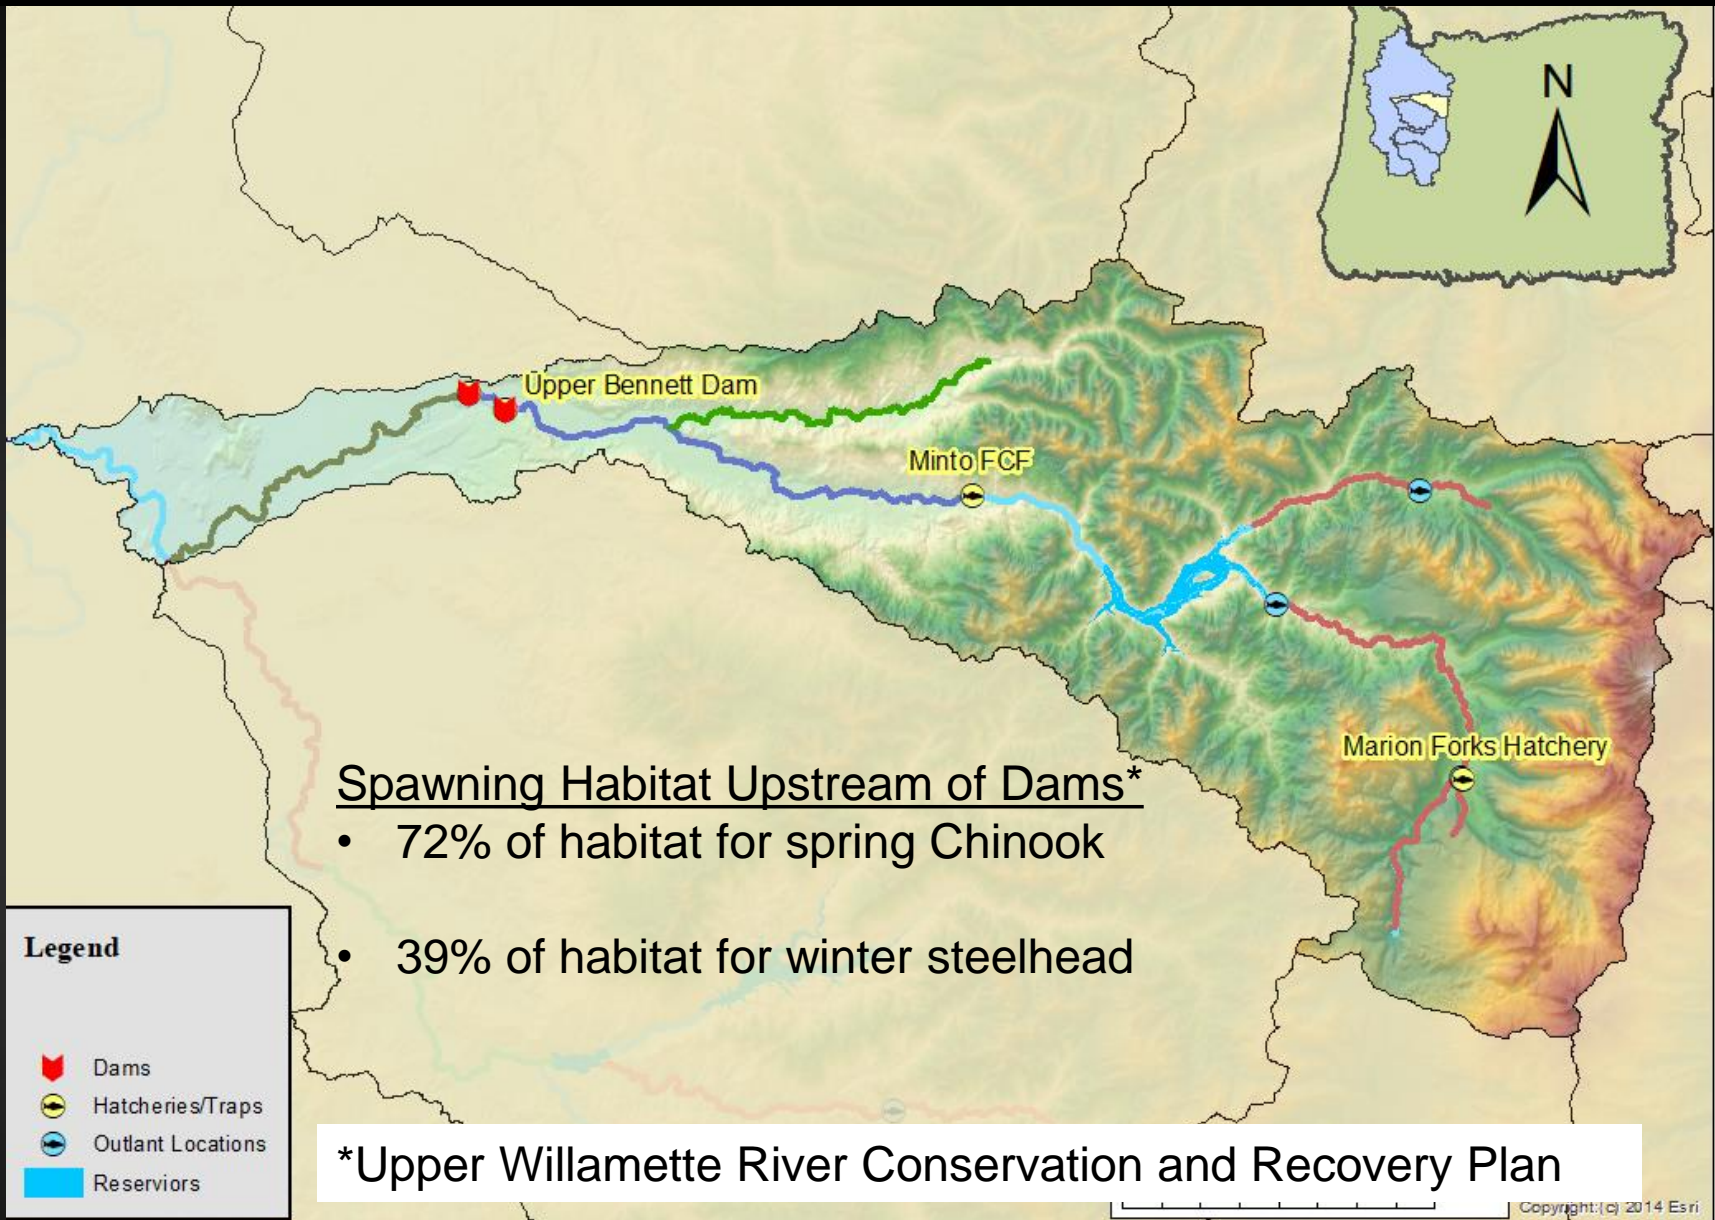 N
Upper Bennett Dam
Minto FCF
Marion Forks Hatchery
Spawning Habitat Upstream of Dams*
• 72% of habitat for spring Chinook
• 39% of habitat for winter steelhead
Legend
Dams
Hatcheries/Traps
Outlant Locations
Reserviors
*Upper Willamette River Conservation and Recovery Plan
Copyright:(c) 2014 Esri